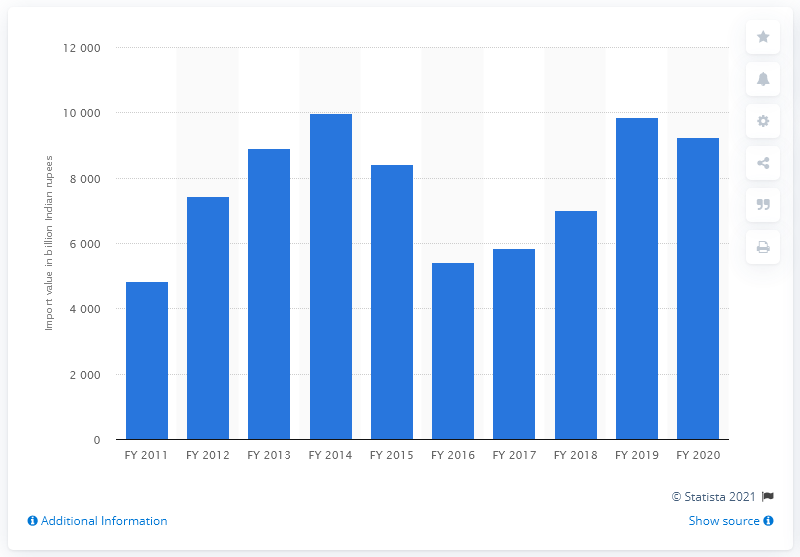 12 000
10 000
8 000
6 000
4 000
2 000
0
Import value in billion Indian rupees
FY 2011 FY 2012 FY 2013 FY 2014 FY 2015 FY 2016 FY 2017 FY 2018 FY 2019 FY 2020
© Statista 2021
Additional Information
Show source